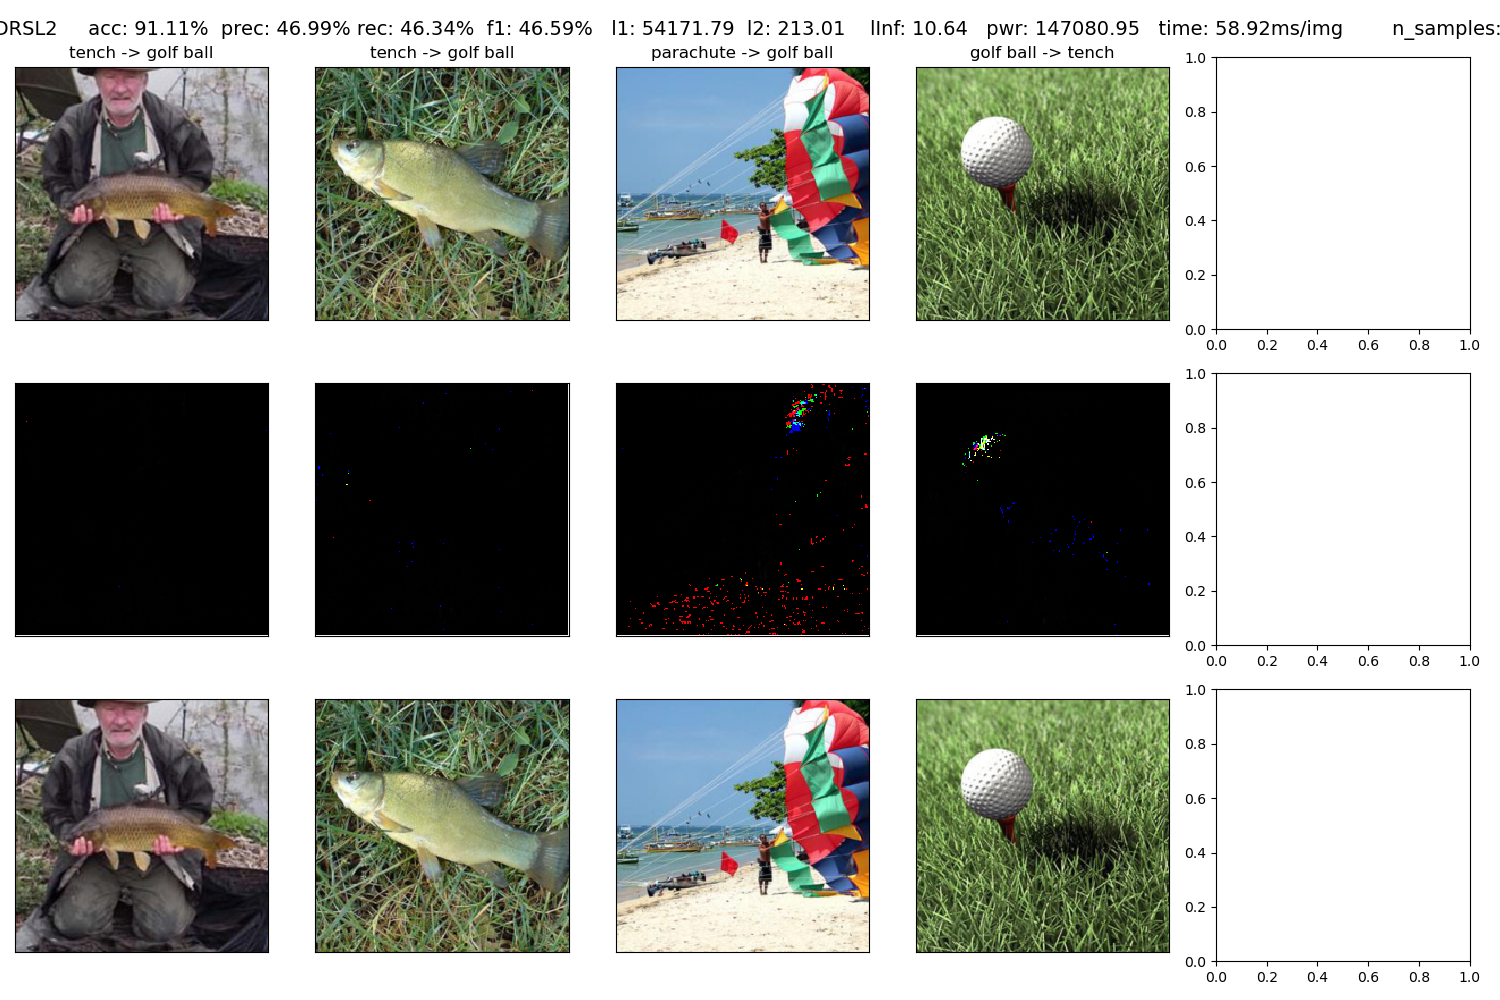 DRSL2 acc: 91.11% prec: 46.99% rec: 46.34% f1: 46.59% l1: 54171.79 l2: 213.01 lInf: 10.64 pwr: 147080.95 time: 58.92ms/img n_samples:
tench -> golf ball
tench -> golf ball
parachute -> golf ball
golf ball -> tench
1.0
0.8
0.6
0.4
0.2
0.0
0.0 0.2 0.4 0.6 0.8 1.0
1.0
0.8
0.6
0.4
0.2
0.0
0.0 0.2 0.4 0.6 0.8 1.0
1.0
0.8
0.6
0.4
0.2
0.0
0.0 0.2 0.4 0.6 0.8 1.0